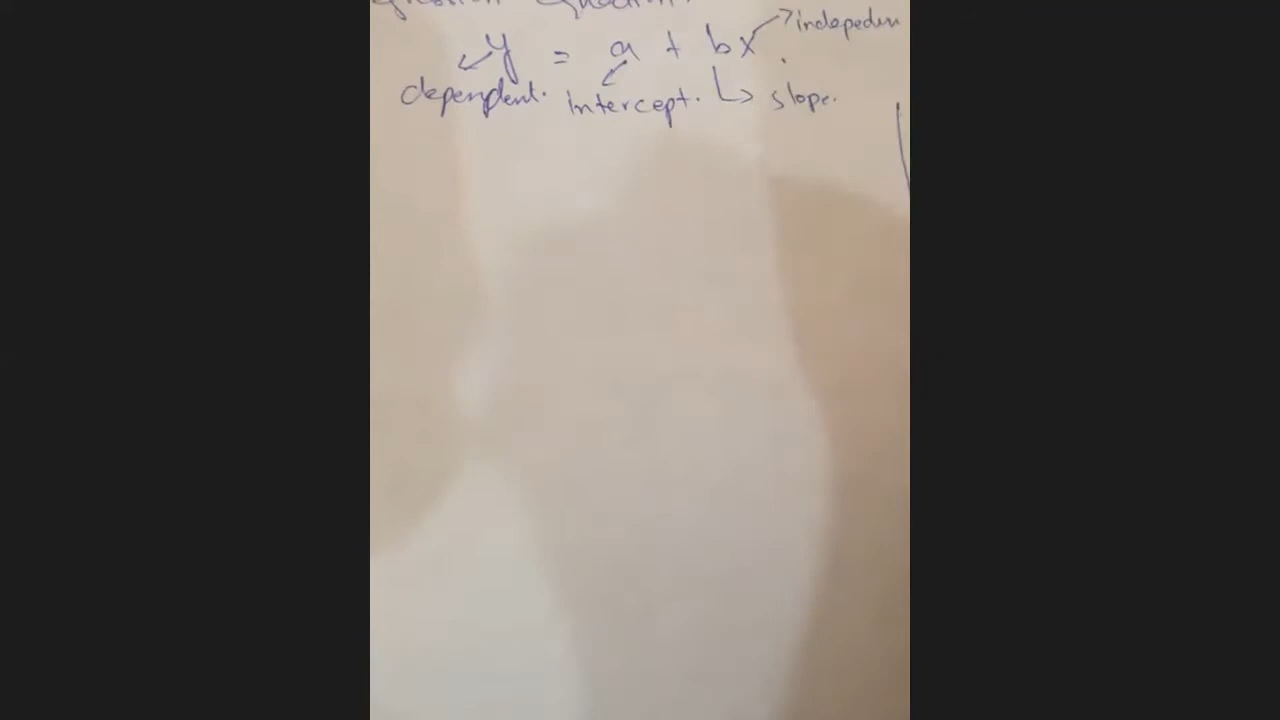 y = a + bx → independen
dependent. intercept. ↳ slope.